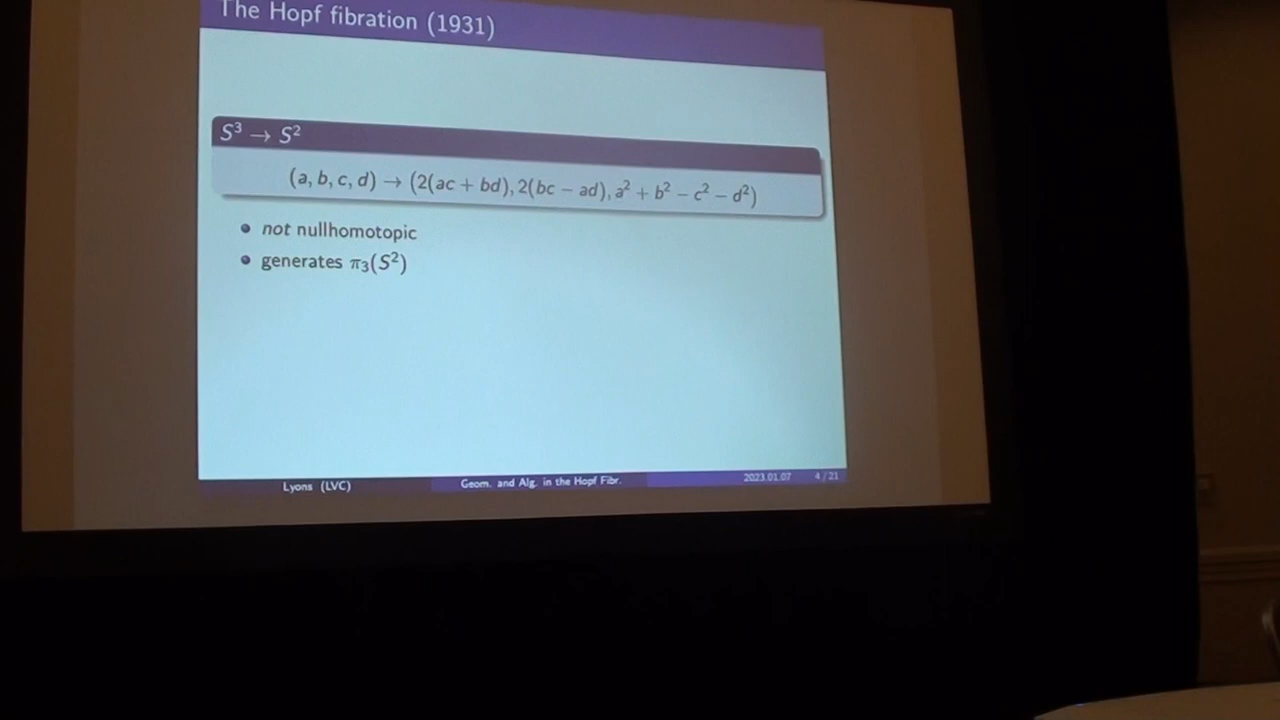 The Hopf fibration (1931)
S³ → S²
(a, b, c, d) → (2(ac + bd), 2(bc − ad), a² + b² − c² − d²)
• not nullhomotopic
• generates π₃(S²)
Lyons (LVC) Geom. and Alg. in the Hopf Fibr. 2023.01.07 4 / 21